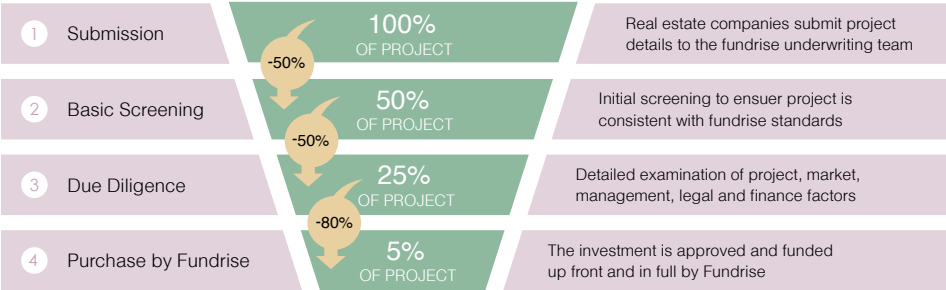 1
Submission
100%
OF PROJECT
Real estate companies submit project
details to the fundrise underwriting team
-50%
2
Basic Screening
50%
OF PROJECT
Initial screening to ensuer project is
consistent with fundrise standards
-50%
3
Due Diligence
25%
OF PROJECT
Detailed examination of project, market,
management, legal and finance factors
-80%
4
Purchase by Fundrise
5%
OF PROJECT
The investment is approved and funded
up front and in full by Fundrise